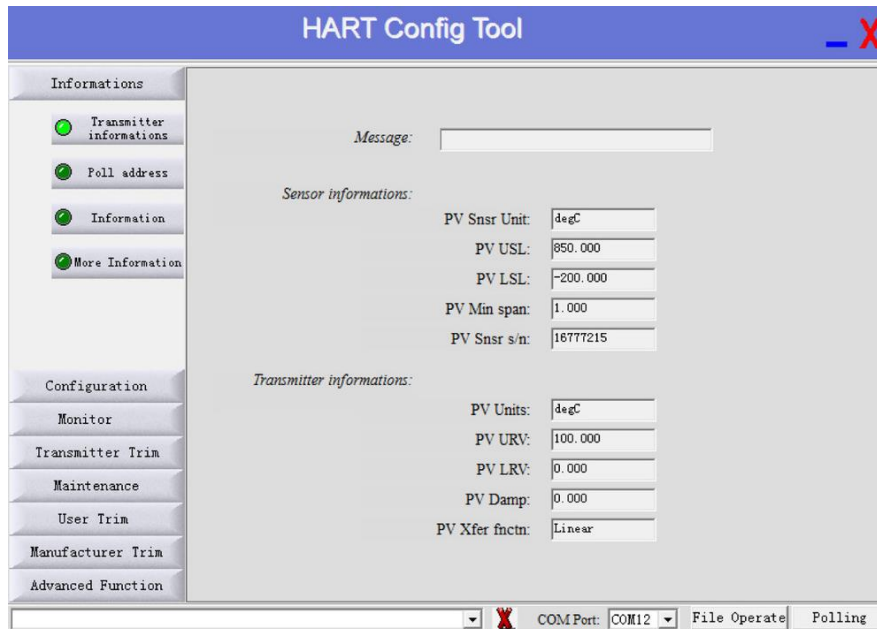 HART Config Tool
Informations
Transmitter
informations
Poll address
Information
More Information
Configuration
Monitor
Transmitter Trim
Maintenance
User Trim
Manufacturer Trim
Advanced Function
Message:
Sensor informations:
PV Snsr Unit: degC
PV USL: 850.000
PV LSL: -200.000
PV Min span: 1.000
PV Snsr s/n: 16777215
Transmitter informations:
PV Units: degC
PV URV: 100.000
PV LRV: 0.000
PV Damp: 0.000
PV Xfer fnctn: Linear
COM Port: COM12 File Operate Polling